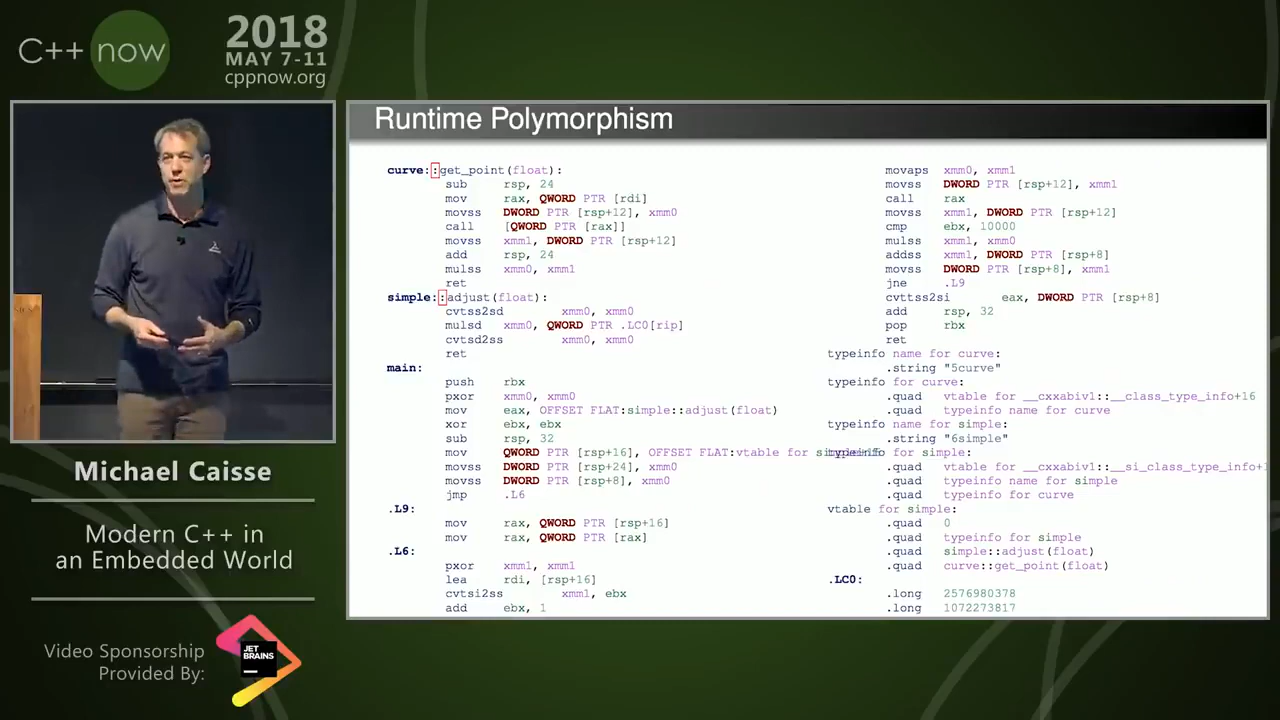 C++ now
2018
MAY 7-11
cppnow.org
Runtime Polymorphism
curve::get_point(float):
sub rsp, 24
mov rax, QWORD PTR [rdi]
movss DWORD PTR [rsp+12], xmm0
call [QWORD PTR [rax]]
movss xmm1, DWORD PTR [rsp+12]
add rsp, 24
mulss xmm0, xmm1
ret
simple::adjust(float):
cvtss2sd xmm0, xmm0
mulsd xmm0, QWORD PTR .LC0[rip]
cvtsd2ss xmm0, xmm0
ret
main:
push rbx
pxor xmm0, xmm0
mov eax, OFFSET FLAT:simple::adjust(float)
xor ebx, ebx
sub rsp, 32
mov QWORD PTR [rsp+16], OFFSET FLAT:vtable for
movss DWORD PTR [rsp+24], xmm0
movss DWORD PTR [rsp+8], xmm0
jmp .L6
.L9:
mov rax, QWORD PTR [rsp+16]
mov rax, QWORD PTR [rax]
.L6:
pxor xmm1, xmm1
lea rdi, [rsp+16]
cvtsi2ss xmm1, ebx
add ebx, 1
movaps xmm0, xmm1
movss DWORD PTR [rsp+12], xmm1
call rax
movss xmm1, DWORD PTR [rsp+12]
cmp ebx, 10000
mulss xmm1, xmm0
addss xmm1, DWORD PTR [rsp+8]
movss DWORD PTR [rsp+8], xmm1
jne .L9
cvttss2si eax, DWORD PTR [rsp+8]
add rsp, 32
pop rbx
ret
typeinfo name for curve:
.string "5curve"
typeinfo for curve:
.quad vtable for __cxxabiv1::__class_type_info+16
.quad typeinfo name for curve
typeinfo name for simple:
.string "6simple"
for simple:
.quad vtable for __cxxabiv1::__si_class_type_info+
.quad typeinfo name for simple
.quad typeinfo for curve
vtable for simple:
.quad 0
.quad typeinfo for simple
.quad simple::adjust(float)
.quad curve::get_point(float)
.LC0:
.long 2576980378
.long 1072273817
Michael Caisse
Modern C++ in
an Embedded World
Video Sponsorship
Provided By:
JET
BRAINS